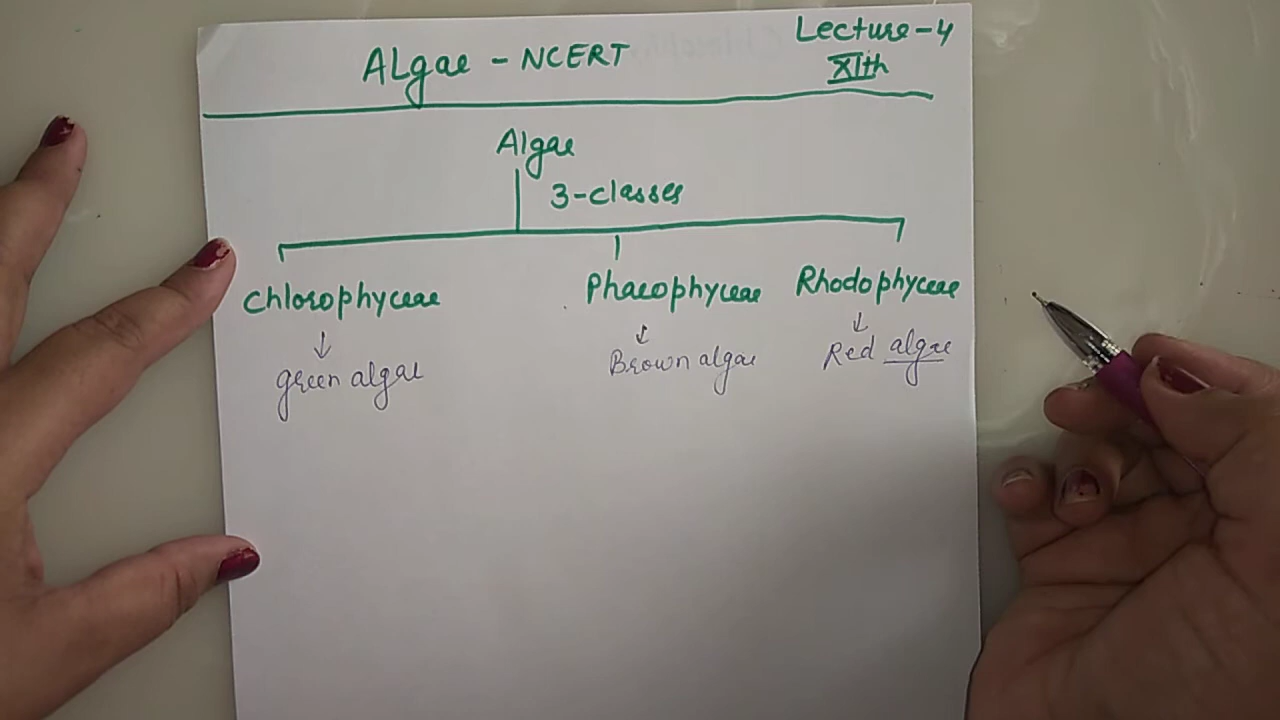 ALgae - NCERT
Lecture-4
XIth
Algae
3-classes
Chlorophyceae
Phaeophyceae
Rhodophyceae
green algae
Brown algae
Red algae